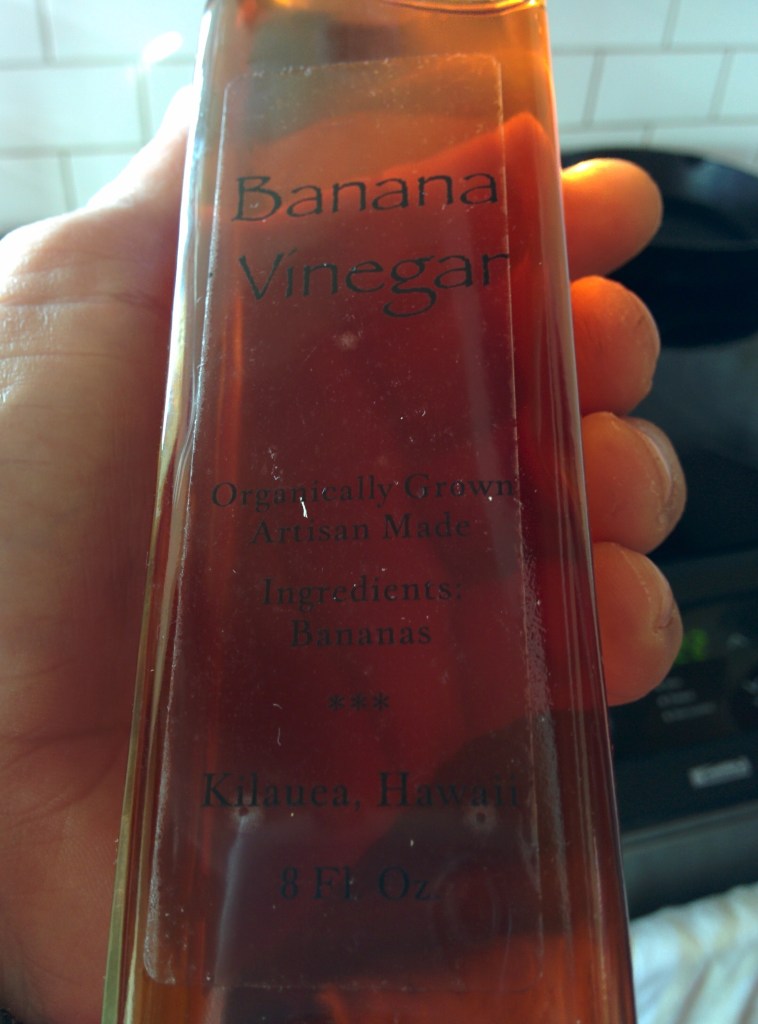 Banana
Vinegar
Organically Grown
Artisan Made
Ingredients:
Bananas
***
Kilauea, Hawaii
8 Fl. Oz.